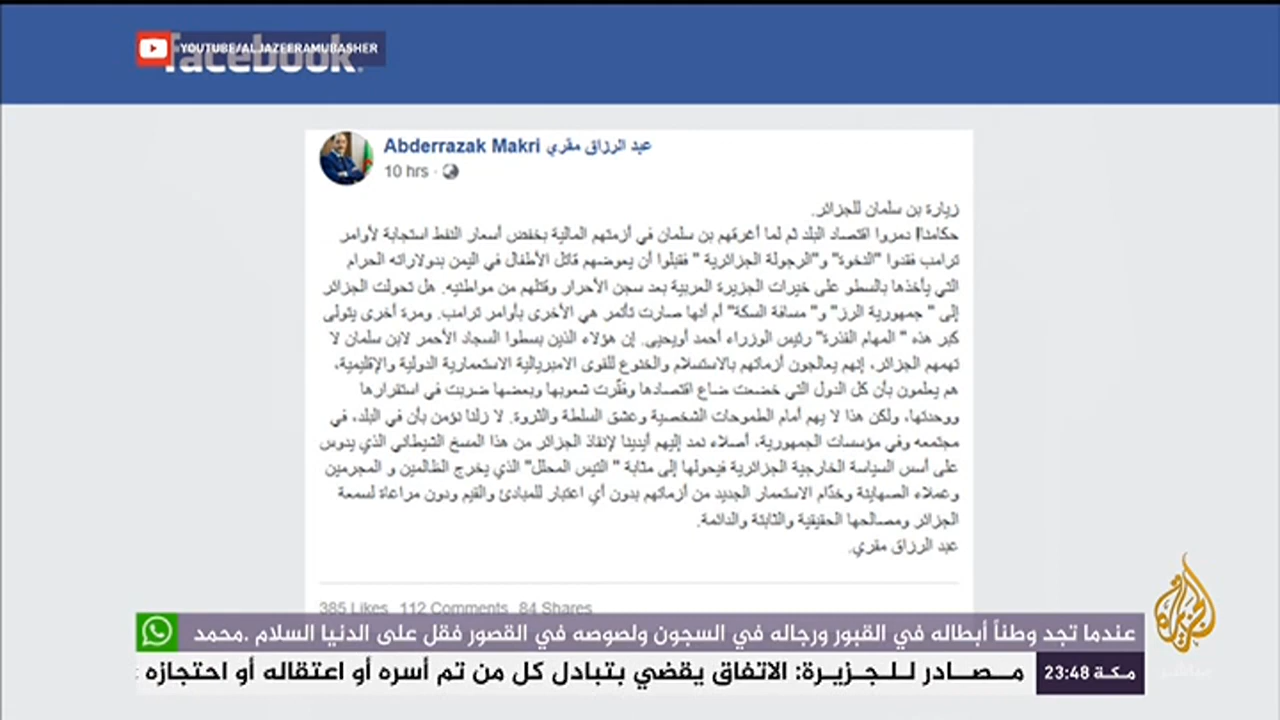 YOUTUBE/ALJAZEERAMUBASHER
facebook
Abderrazak Makri عبد الرزاق مقري
10 hrs
زيارة بن سلمان للجزائر.
حكامنا دمروا اقتصاد البلد ثم لما أغرقهم بن سلمان في أزمتهم المالية بخفض أسعار النفط استجابة لأوامر
ترامب فقدوا "النخوة" و"الرجولة الجزائرية " فقبلوا أن يعوضهم قاتل الأطفال في اليمن بدولاراته الحرام
التي يأخذها بالسطو على خيرات الجزيرة العربية بعد سجن الأحرار وقتلهم من مواطنيه. هل تحولت الجزائر
إلى " جمهورية الرز" و" مسافة السكة" أم أنها صارت تأتمر هي الأخرى بأوامر ترامب. ومرة أخرى يتولى
كبر هذه " المهام القذرة" رئيس الوزراء أحمد أويحيى. إن هؤلاء الذين بسطوا السجاد الأحمر لابن سلمان لا
تهمهم الجزائر، إنهم يعالجون أزماتهم بالاستسلام والخنوع للقوى الامبريالية الاستعمارية الدولية والإقليمية،
هم يعلمون بأن كل الدول التي خضعت ضاع اقتصادها وفقّرت شعوبها وبعضها ضربت في استقرارها
ووحدتها، ولكن هذا لا يهم أمام الطموحات الشخصية وعشق السلطة والثروة. لا زلنا نؤمن بأن في البلد، في
مجتمعه وفي مؤسسات الجمهورية، أصلاء نمد إليهم أيدينا لإنقاذ الجزائر من هذا المسخ الشيطاني الذي يدوس
على أسس السياسة الخارجية الجزائرية فيحولها إلى مثابة " التيس المحلل" الذي يخرج الظالمين و المجرمين
وعملاء الصهاينة وخدّام الاستعمار الجديد من أزماتهم بدون أي اعتبار للمبادئ والقيم ودون مراعاة لسمعة
الجزائر ومصالحها الحقيقية والثابتة والدائمة.
عبد الرزاق مقري.
385 Likes 112 Comments 84 Shares
عندما تجد وطناً أبطاله في القبور ورجاله في السجون ولصوصه في القصور فقل على الدنيا السلام .محمد
مكة 23:48
مصادر للجزيرة: الاتفاق يقضي بتبادل كل من تم أسره أو اعتقاله أو احتجازه
الجزيرة
مباشر